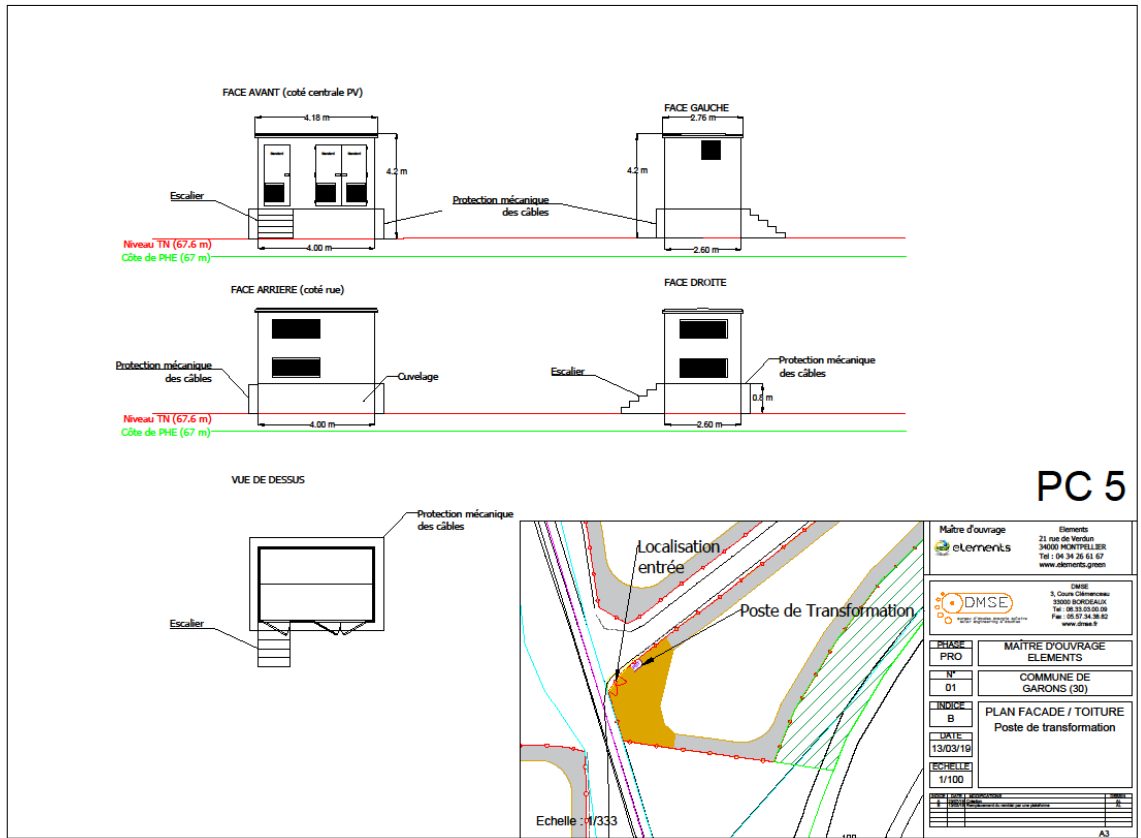 FACE AVANT (coté centrale PV)
4.18 m
4.2 m
Escalier
Protection mécanique
des câbles
Niveau TN (67.6 m)
Côte de PHE (67 m)
4.00 m
FACE GAUCHE
2.76 m
4.2 m
2.60 m
FACE ARRIERE (coté rue)
Protection mécanique
des câbles
Cuvelage
Niveau TN (67.6 m)
Côte de PHE (67 m)
4.00 m
FACE DROITE
Escalier
Protection mécanique
des câbles
0.8 m
2.60 m
VUE DE DESSUS
Protection mécanique
des câbles
Escalier
PC 5
Localisation
entrée
Poste de Transformation
Echelle : 1/333
100
Maître d'ouvrage
elements
Elements
21 rue de Verdun
34000 MONTPELLIER
Tel : 04 34 26 61 67
www.elements.green
DMSE
DMSE
3, Cours Clémenceau
33000 BORDEAUX
Tel : 06.33.03.00.09
Fax : 05.57.34.38.82
www.dmse.fr
PHASE
PRO
MAÎTRE D'OUVRAGE
ELEMENTS
N°
01
COMMUNE DE
GARONS (30)
INDICE
B
PLAN FACADE / TOITURE
Poste de transformation
DATE
13/03/19
ECHELLE
1/100
INDICE DATE MODIFICATIONS
A3